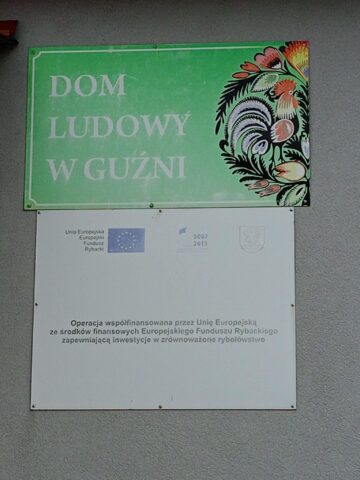 DOM
LUDOWY
W GUŹNI
Unia Europejska
Europejski
Fundusz
Rybacki
2007
2013
Operacja współfinansowana przez Unię Europejską
ze środków finansowych Europejskiego Funduszu Rybackiego
zapewniającą inwestycje w zrównoważone rybołówstwo